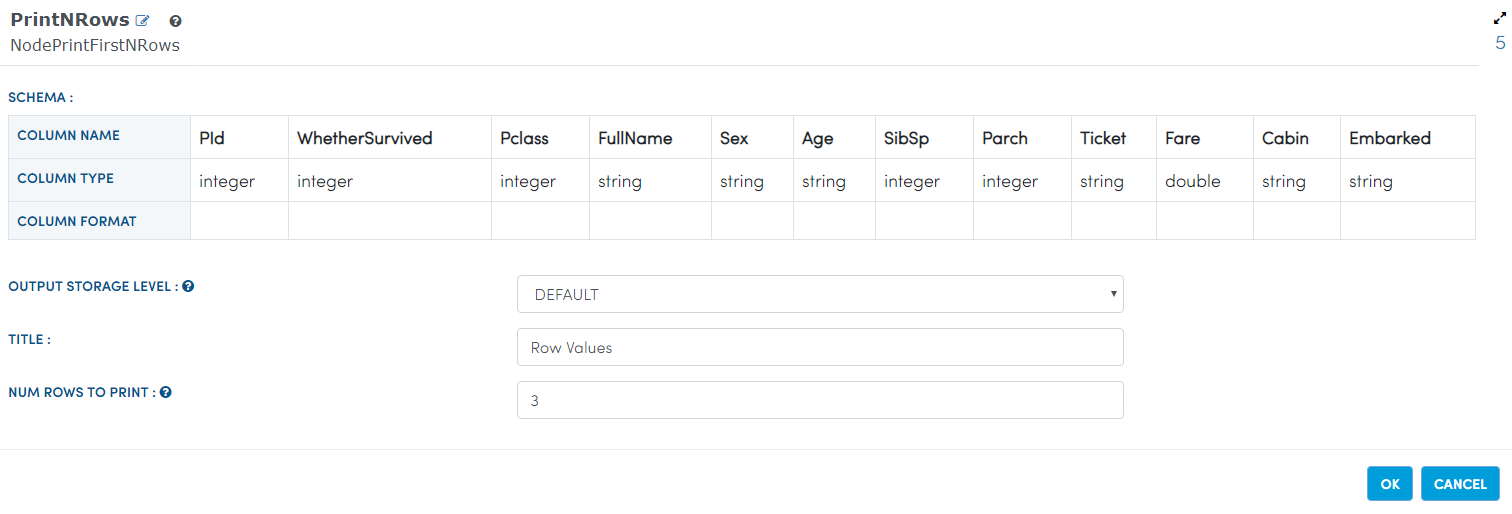 PrintNRows
NodePrintFirstNRows
5
SCHEMA :
COLUMN NAME PId WhetherSurvived Pclass FullName Sex Age SibSp Parch Ticket Fare Cabin Embarked
COLUMN TYPE integer integer integer string string string integer integer string double string string
COLUMN FORMAT
OUTPUT STORAGE LEVEL : DEFAULT
TITLE : Row Values
NUM ROWS TO PRINT : 3
OK CANCEL